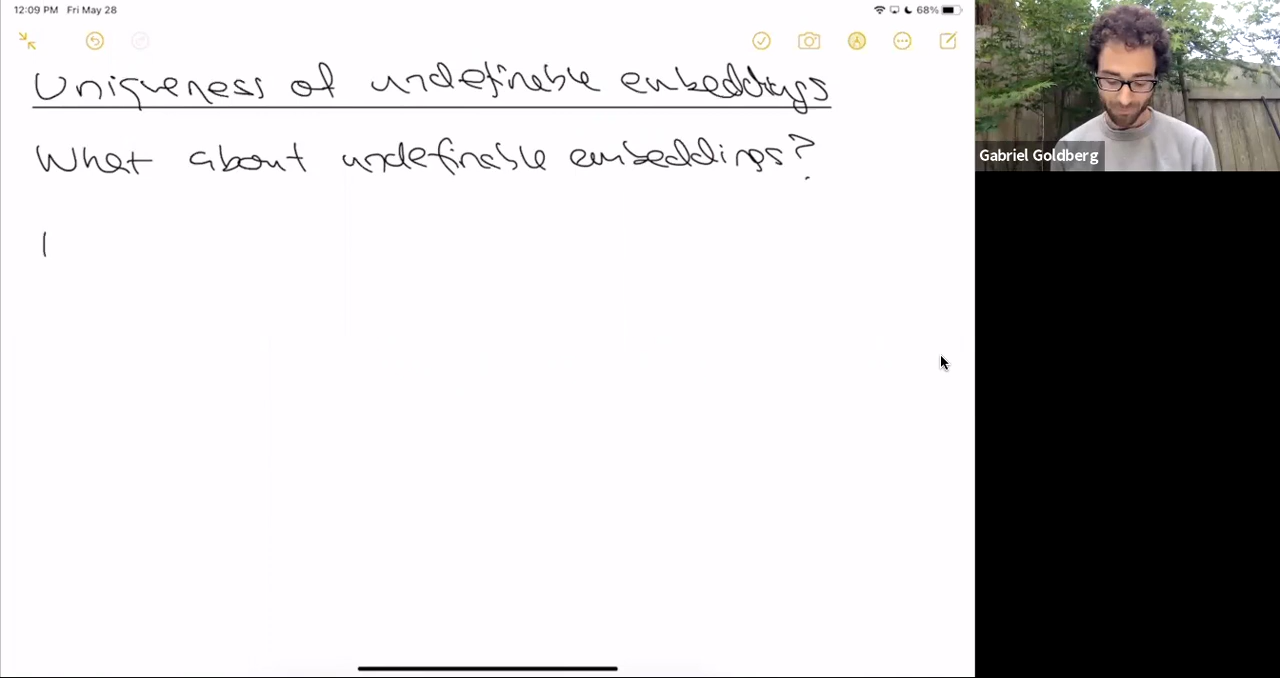 12:09 PM Fri May 28
68%
Uniqueness of undefinable embeddings
What about undefinable embeddings?
Gabriel Goldberg